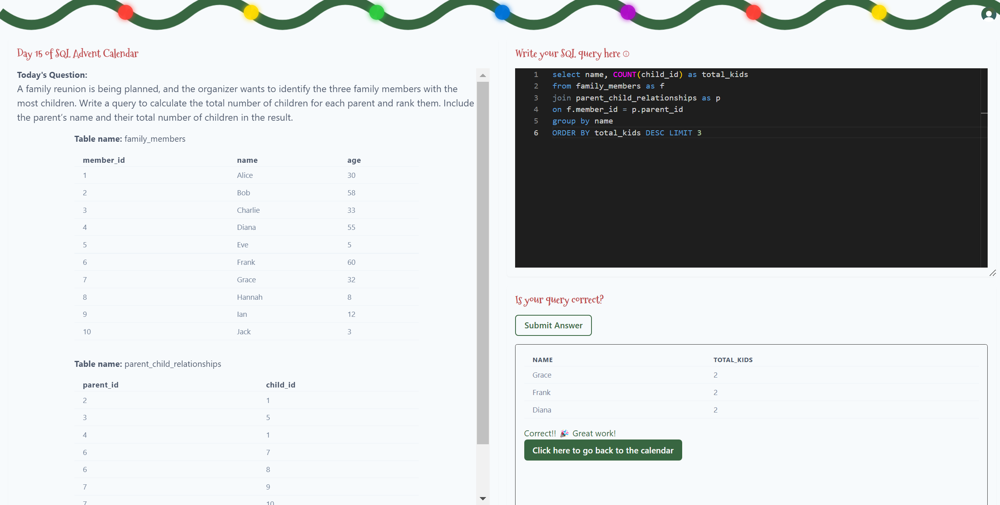 Day 15 of SQL Advent Calendar
Today's Question:
A family reunion is being planned, and the organizer wants to identify the three family members with the
most children. Write a query to calculate the total number of children for each parent and rank them. Include
the parent’s name and their total number of children in the result.
Table name: family_members
member_id name age
1 Alice 30
2 Bob 58
3 Charlie 33
4 Diana 55
5 Eve 5
6 Frank 60
7 Grace 32
8 Hannah 8
9 Ian 12
10 Jack 3
Table name: parent_child_relationships
parent_id child_id
2 1
3 5
4 1
6 7
6 8
7 9
7 10
Write your SQL query here
1 select name, COUNT(child_id) as total_kids
2 from family_members as f
3 join parent_child_relationships as p
4 on f.member_id = p.parent_id
5 group by name
6 ORDER BY total_kids DESC LIMIT 3
Is your query correct?
Submit Answer
NAME TOTAL_KIDS
Grace 2
Frank 2
Diana 2
Correct!! 🎉 Great work!
Click here to go back to the calendar